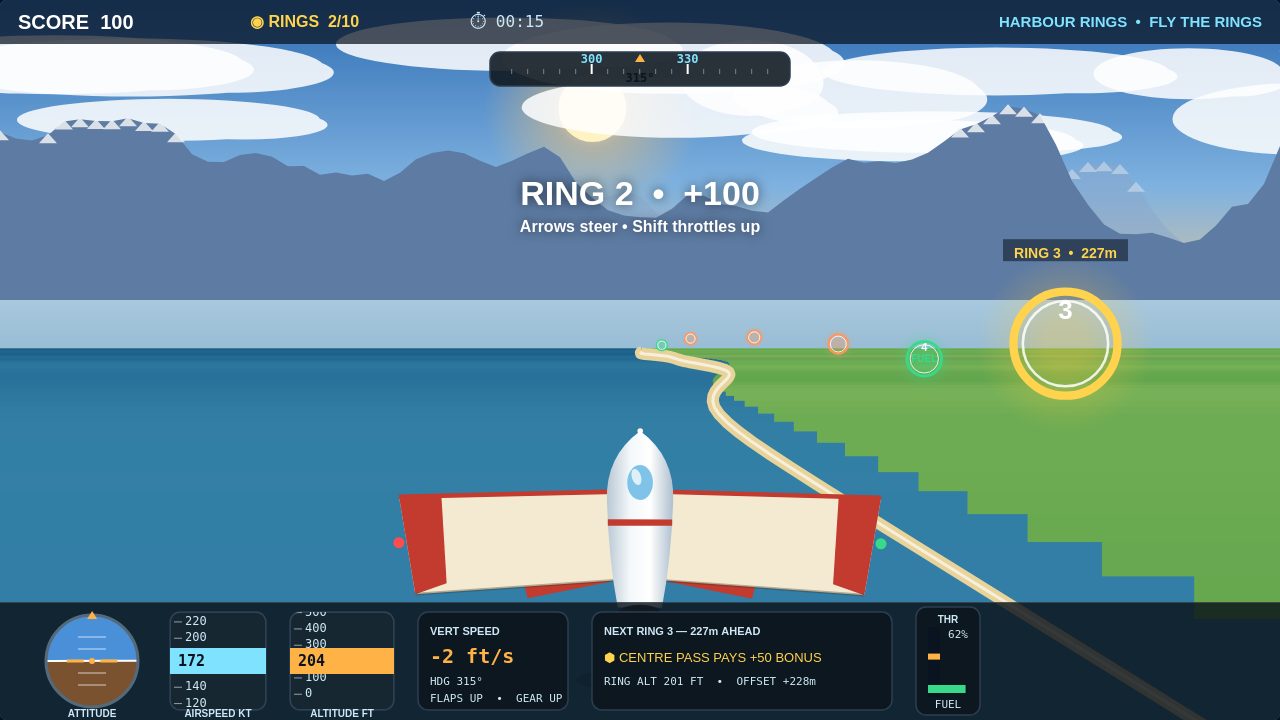 SCORE 100
◉ RINGS 2/10
⏱ 00:15
HARBOUR RINGS • FLY THE RINGS
300 330
315°
RING 2 • +100
Arrows steer • Shift throttles up
RING 3 • 227m
3
4
FUEL
220
200
172
140
120
AIRSPEED KT
500
400
300
204
100
0
ALTITUDE FT
ATTITUDE
VERT SPEED
-2 ft/s
HDG 315°
FLAPS UP • GEAR UP
NEXT RING 3 — 227m AHEAD
⬢ CENTRE PASS PAYS +50 BONUS
RING ALT 201 FT • OFFSET +228m
THR
62%
FUEL